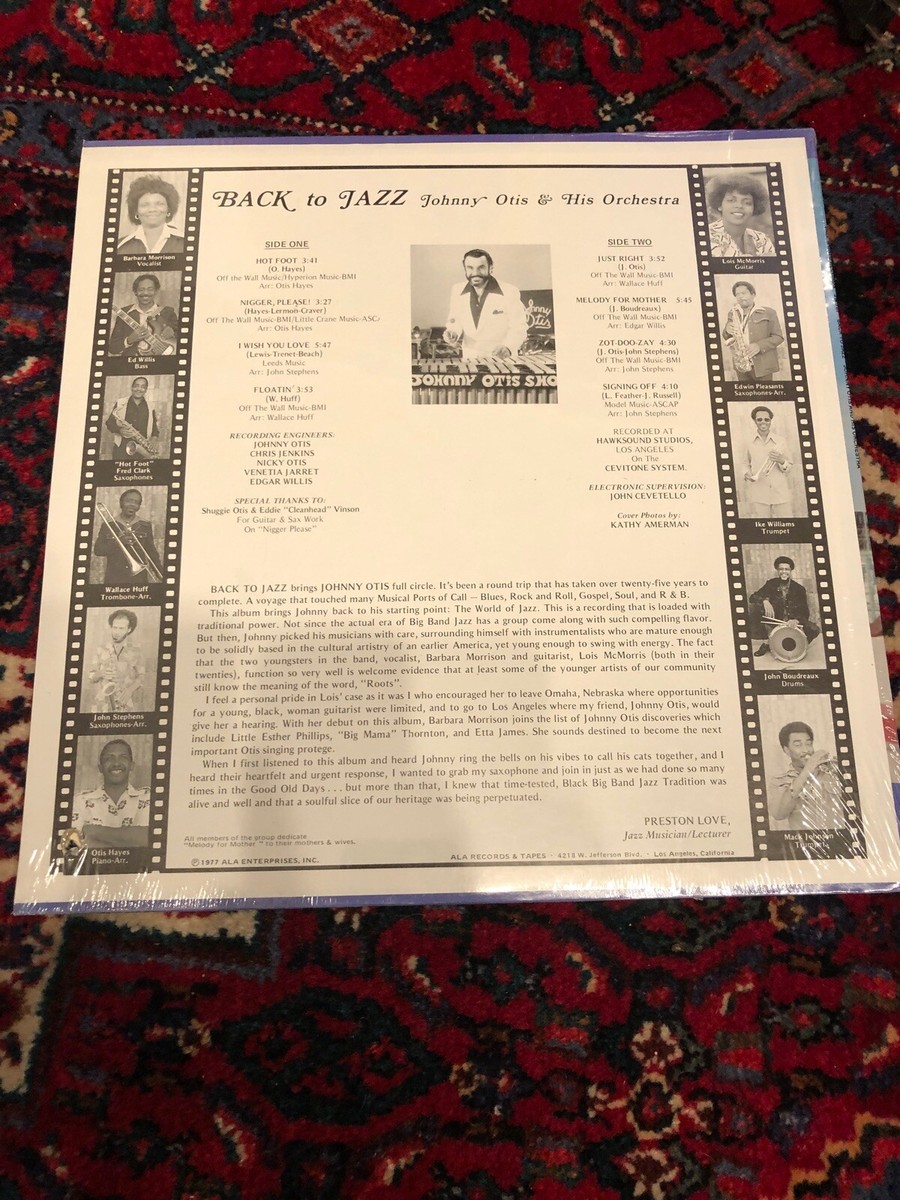 BACK to JAZZ Johnny Otis & His Orchestra
Barbara Morrison
Vocalist
Ed Willis
Bass
"Hot Foot"
Fred Clark
Saxophones
Wallace Huff
Trombone-Arr.
John Stephens
Saxophones-Arr.
Otis Hayes
Piano-Arr.
SIDE ONE
HOT FOOT 3:41
(O. Hayes)
Off the Wall Music/Hyperion Music-BMI
Arr: Otis Hayes
NIGGER, PLEASE! 3:27
(Hayes-Lermon-Craver)
Off The Wall Music-BMI/Little Crane Music-ASC
Arr: Otis Hayes
I WISH YOU LOVE 5:47
(Lewis-Trenet-Beach)
Leeds Music
Arr: John Stephens
FLOATIN' 3:53
(W. Huff)
Off The Wall Music-BMI
Arr: Wallace Huff
RECORDING ENGINEERS:
JOHNNY OTIS
CHRIS JENKINS
NICKY OTIS
VENETIA JARRET
EDGAR WILLIS
SPECIAL THANKS TO:
Shuggie Otis & Eddie "Cleanhead" Vinson
For Guitar & Sax Work
On "Nigger Please"
Johnny
Otis
JOHNNY OTIS SHO
SIDE TWO
JUST RIGHT 3:52
(J. Otis)
Off The Wall Music-BMI
Arr: Wallace Huff
MELODY FOR MOTHER 5:45
(J. Boudreaux)
Off The Wall Music-BMI
Arr: Edgar Willis
ZOT-DOO-ZAY 4:30
(J. Otis-John Stephens)
Off The Wall Music-BMI
Arr: John Stephens
SIGNING OFF 4:10
(L. Feather-J. Russell)
Model Music-ASCAP
Arr: John Stephens
RECORDED AT
HAWKSOUND STUDIOS,
LOS ANGELES
On The
CEVITONE SYSTEM.
ELECTRONIC SUPERVISION:
JOHN CEVETELLO
Cover Photos by:
KATHY AMERMAN
Lois McMorris
Guitar
Edwin Pleasants
Saxophones-Arr.
Ike Williams
Trumpet
John Boudreaux
Drums
Mack Johnson
Trumpet
BACK TO JAZZ brings JOHNNY OTIS full circle. It's been a round trip that has taken over twenty-five years to
complete. A voyage that touched many Musical Ports of Call — Blues, Rock and Roll, Gospel, Soul, and R & B.
This album brings Johnny back to his starting point: The World of Jazz. This is a recording that is loaded with
traditional power. Not since the actual era of Big Band Jazz has a group come along with such compelling flavor.
But then, Johnny picked his musicians with care, surrounding himself with instrumentalists who are mature enough
to be solidly based in the cultural artistry of an earlier America, yet young enough to swing with energy. The fact
that the two youngsters in the band, vocalist, Barbara Morrison and guitarist, Lois McMorris (both in their
twenties), function so very well is welcome evidence that at least some of the younger artists of our community
still know the meaning of the word, "Roots".
I feel a personal pride in Lois' case as it was I who encouraged her to leave Omaha, Nebraska where opportunities
for a young, black, woman guitarist were limited, and to go to Los Angeles where my friend, Johnny Otis, would
give her a hearing. With her debut on this album, Barbara Morrison joins the list of Johnny Otis discoveries which
include Little Esther Phillips, "Big Mama" Thornton, and Etta James. She sounds destined to become the next
important Otis singing protege.
When I first listened to this album and heard Johnny ring the bells on his vibes to call his cats together, and I
heard their heartfelt and urgent response, I wanted to grab my saxophone and join in just as we had done so many
times in the Good Old Days . . . but more than that, I knew that time-tested, Black Big Band Jazz Tradition was
alive and well and that a soulful slice of our heritage was being perpetuated.
PRESTON LOVE,
Jazz Musician/Lecturer
All members of the group dedicate
"Melody for Mother" to their mothers & wives.
Ⓟ1977 ALA ENTERPRISES, INC.
ALA RECORDS & TAPES · 4218 W. Jefferson Blvd. · Los Angeles, California